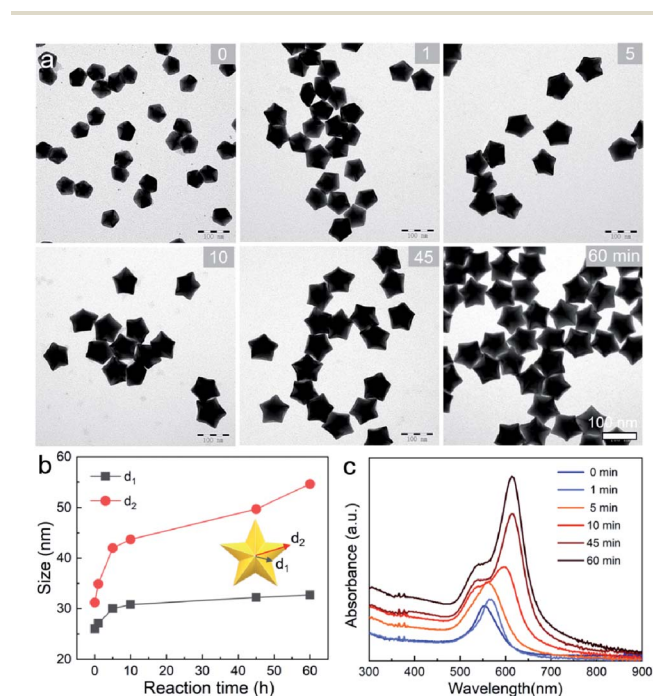 a
0
1
5
100 nm
100 nm
100 nm
10
45
60 min
100 nm
100 nm
100 nm
b
60
50
40
30
20
Size (nm)
d1
d2
d2
d1
0 10 20 30 40 50 60
Reaction time (h)
c
Absorbance (a.u.)
0 min
1 min
5 min
10 min
45 min
60 min
300 400 500 600 700 800 900
Wavelength(nm)